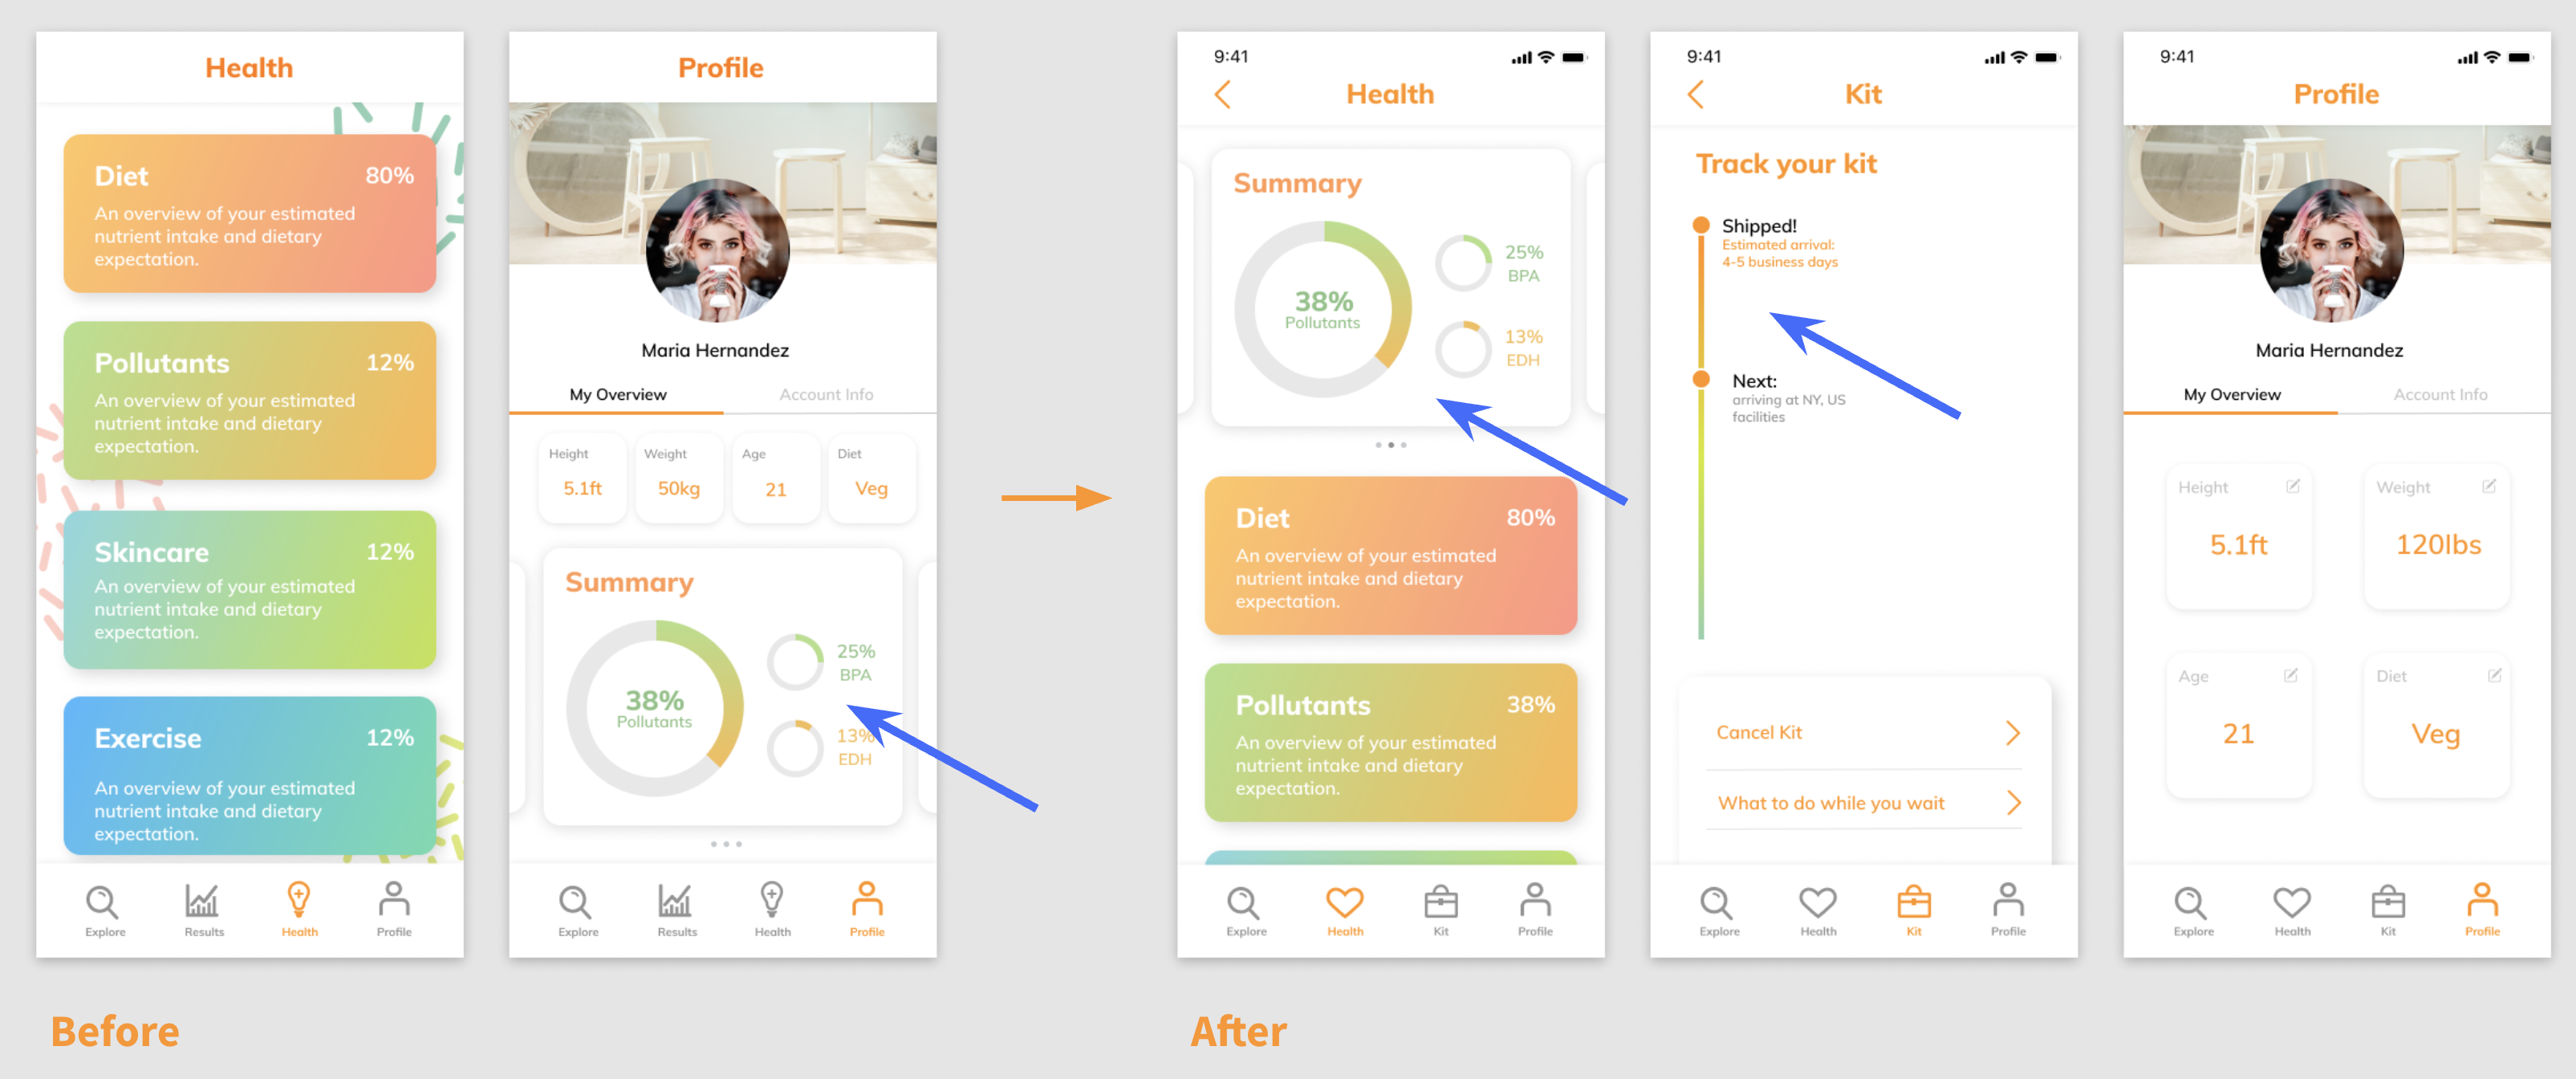 Health
Diet
80%
An overview of your estimated
nutrient intake and dietary
expectation.
Pollutants
12%
An overview of your estimated
nutrient intake and dietary
expectation.
Skincare
12%
An overview of your estimated
nutrient intake and dietary
expectation.
Exercise
12%
An overview of your estimated
nutrient intake and dietary
expectation.
Explore
Results
Health
Profile
Profile
Maria Hernandez
My Overview
Account Info
Height
Weight
Age
Diet
5.1ft
50kg
21
Veg
Summary
38%
Pollutants
25%
BPA
13%
EDH
Explore
Results
Health
Profile
Before
9:41
Health
Summary
38%
Pollutants
25%
BPA
13%
EDH
Diet
80%
An overview of your estimated
nutrient intake and dietary
expectation.
Pollutants
38%
An overview of your estimated
nutrient intake and dietary
expectation.
Explore
Health
Kit
Profile
9:41
Kit
Track your kit
Shipped!
Estimated arrival:
4-5 business days
Next:
arriving at NY, US
facilities
Cancel Kit
What to do while you wait
Explore
Health
Kit
Profile
9:41
Profile
Maria Hernandez
My Overview
Account Info
Height
Weight
5.1ft
120lbs
Age
Diet
21
Veg
Explore
Health
Kit
Profile
After